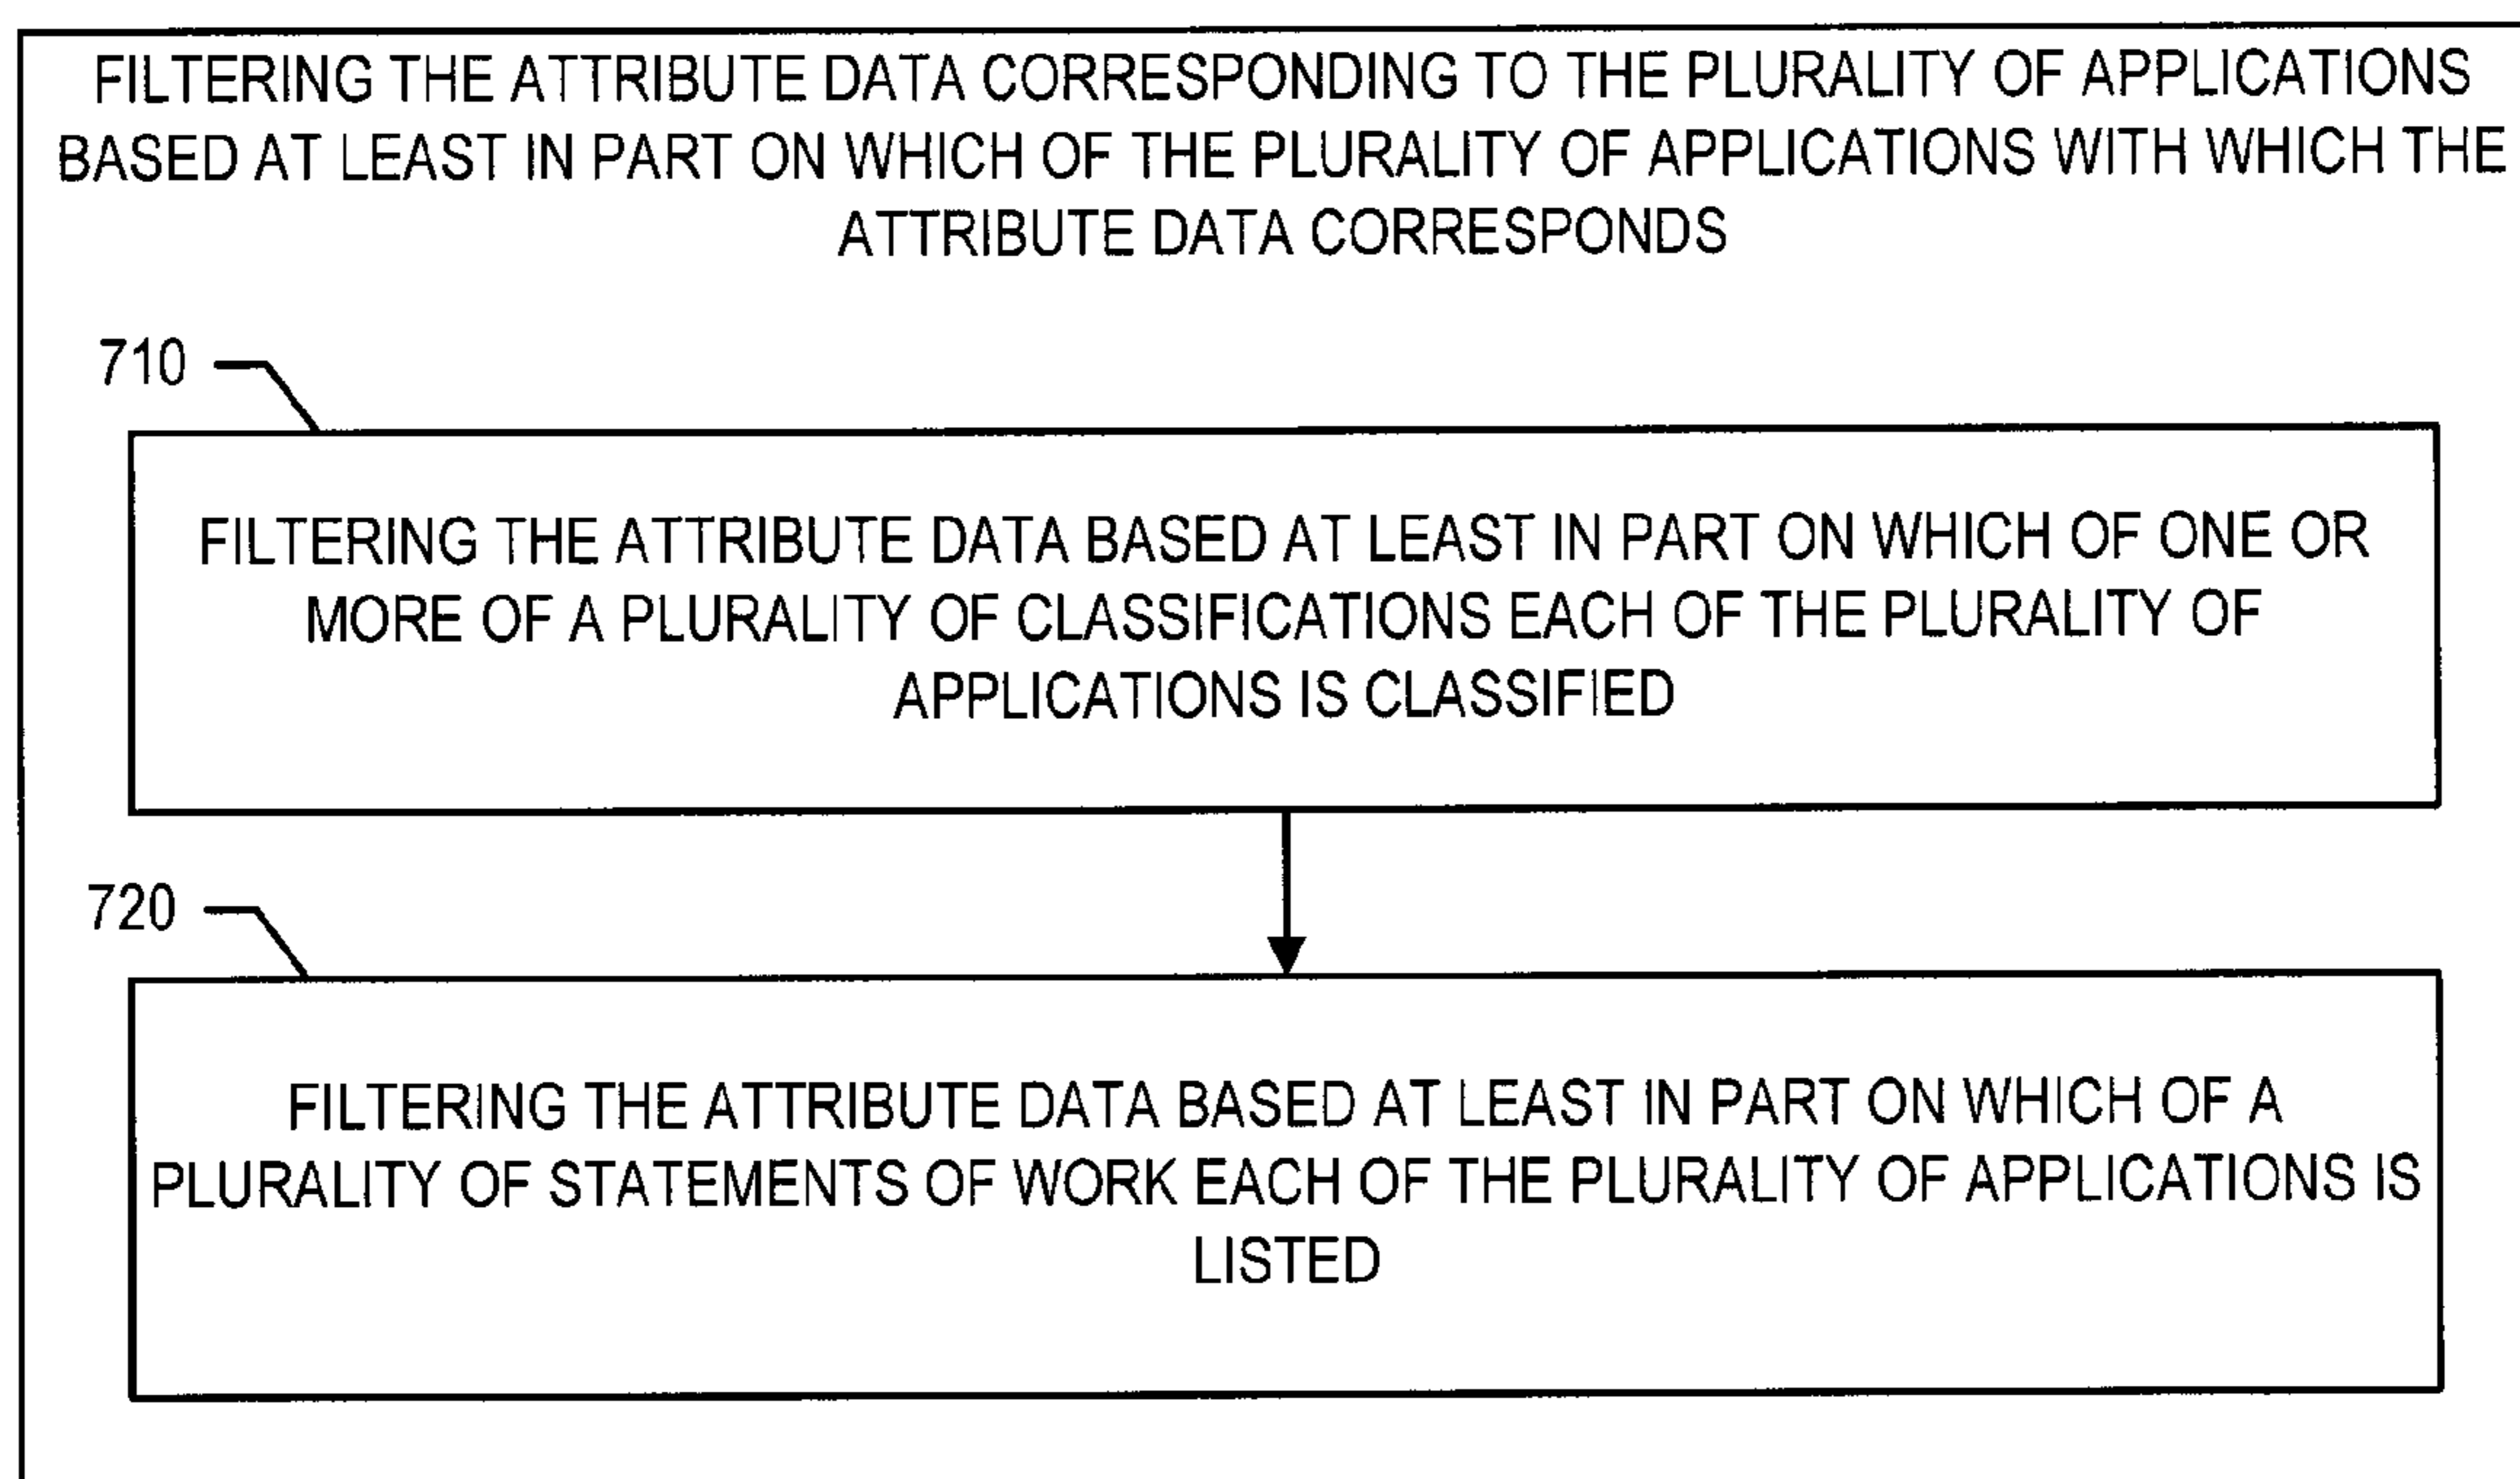 FILTERING THE ATTRIBUTE DATA CORRESPONDING TO THE PLURALITY OF APPLICATIONS
BASED AT LEAST IN PART ON WHICH OF THE PLURALITY OF APPLICATIONS WITH WHICH THE
ATTRIBUTE DATA CORRESPONDS
710
FILTERING THE ATTRIBUTE DATA BASED AT LEAST IN PART ON WHICH OF ONE OR
MORE OF A PLURALITY OF CLASSIFICATIONS EACH OF THE PLURALITY OF
APPLICATIONS IS CLASSIFIED
720
FILTERING THE ATTRIBUTE DATA BASED AT LEAST IN PART ON WHICH OF A
PLURALITY OF STATEMENTS OF WORK EACH OF THE PLURALITY OF APPLICATIONS IS
LISTED